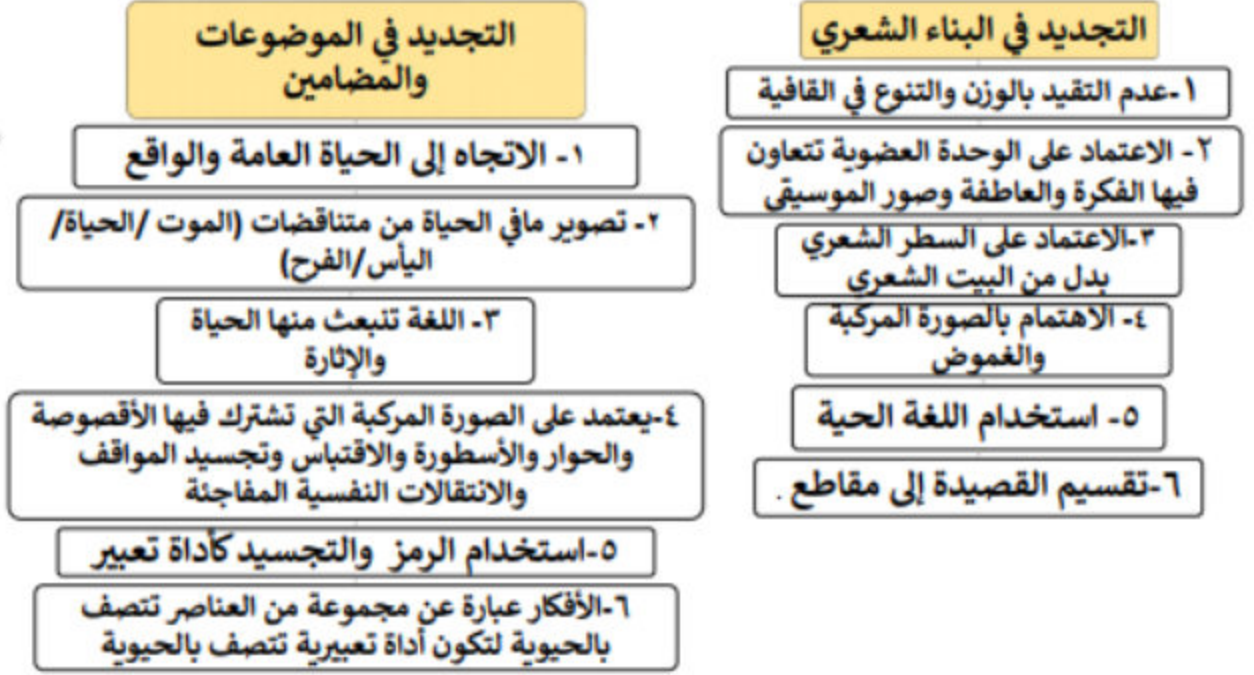 التجديد في البناء الشعري
١-عدم التقيد بالوزن والتنوع في القافية
٢- الاعتماد على الوحدة العضوية تتعاون
فيها الفكرة والعاطفة وصور الموسيقى
٣-الاعتماد على السطر الشعري
بدل من البيت الشعري
٤- الاهتمام بالصورة المركبة
والغموض
٥- استخدام اللغة الحية
٦-تقسيم القصيدة إلى مقاطع .
التجديد في الموضوعات
والمضامين
١- الاتجاه إلى الحياة العامة والواقع
٢- تصوير مافي الحياة من متناقضات (الموت /الحياة/
اليأس/الفرح)
٣- اللغة تنبعث منها الحياة
والإثارة
٤-يعتمد على الصورة المركبة التي تشترك فيها الأقصوصة
والحوار والأسطورة والاقتباس وتجسيد المواقف
والانتقالات النفسية المفاجئة
٥-استخدام الرمز والتجسيد كأداة تعبير
٦-الأفكار عبارة عن مجموعة من العناصر تتصف
بالحيوية لتكون أداة تعبيرية تتصف بالحيوية